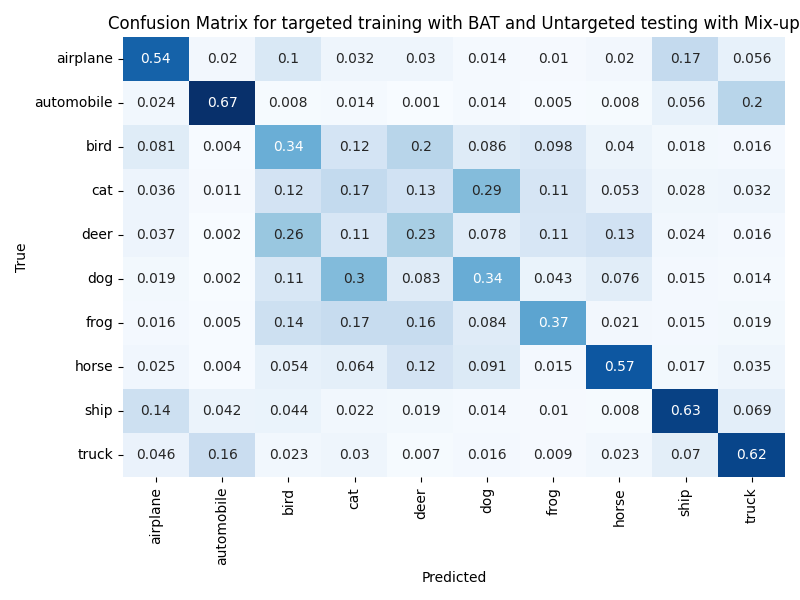 Confusion Matrix for targeted training with BAT and Untargeted testing with Mix-up
airplane 0.54 0.02 0.1 0.032 0.03 0.014 0.01 0.02 0.17 0.056
automobile 0.024 0.67 0.008 0.014 0.001 0.014 0.005 0.008 0.056 0.2
bird 0.081 0.004 0.34 0.12 0.2 0.086 0.098 0.04 0.018 0.016
cat 0.036 0.011 0.12 0.17 0.13 0.29 0.11 0.053 0.028 0.032
deer 0.037 0.002 0.26 0.11 0.23 0.078 0.11 0.13 0.024 0.016
True
dog 0.019 0.002 0.11 0.3 0.083 0.34 0.043 0.076 0.015 0.014
frog 0.016 0.005 0.14 0.17 0.16 0.084 0.37 0.021 0.015 0.019
horse 0.025 0.004 0.054 0.064 0.12 0.091 0.015 0.57 0.017 0.035
ship 0.14 0.042 0.044 0.022 0.019 0.014 0.01 0.008 0.63 0.069
truck 0.046 0.16 0.023 0.03 0.007 0.016 0.009 0.023 0.07 0.62
airplane automobile bird cat deer dog frog horse ship truck
Predicted